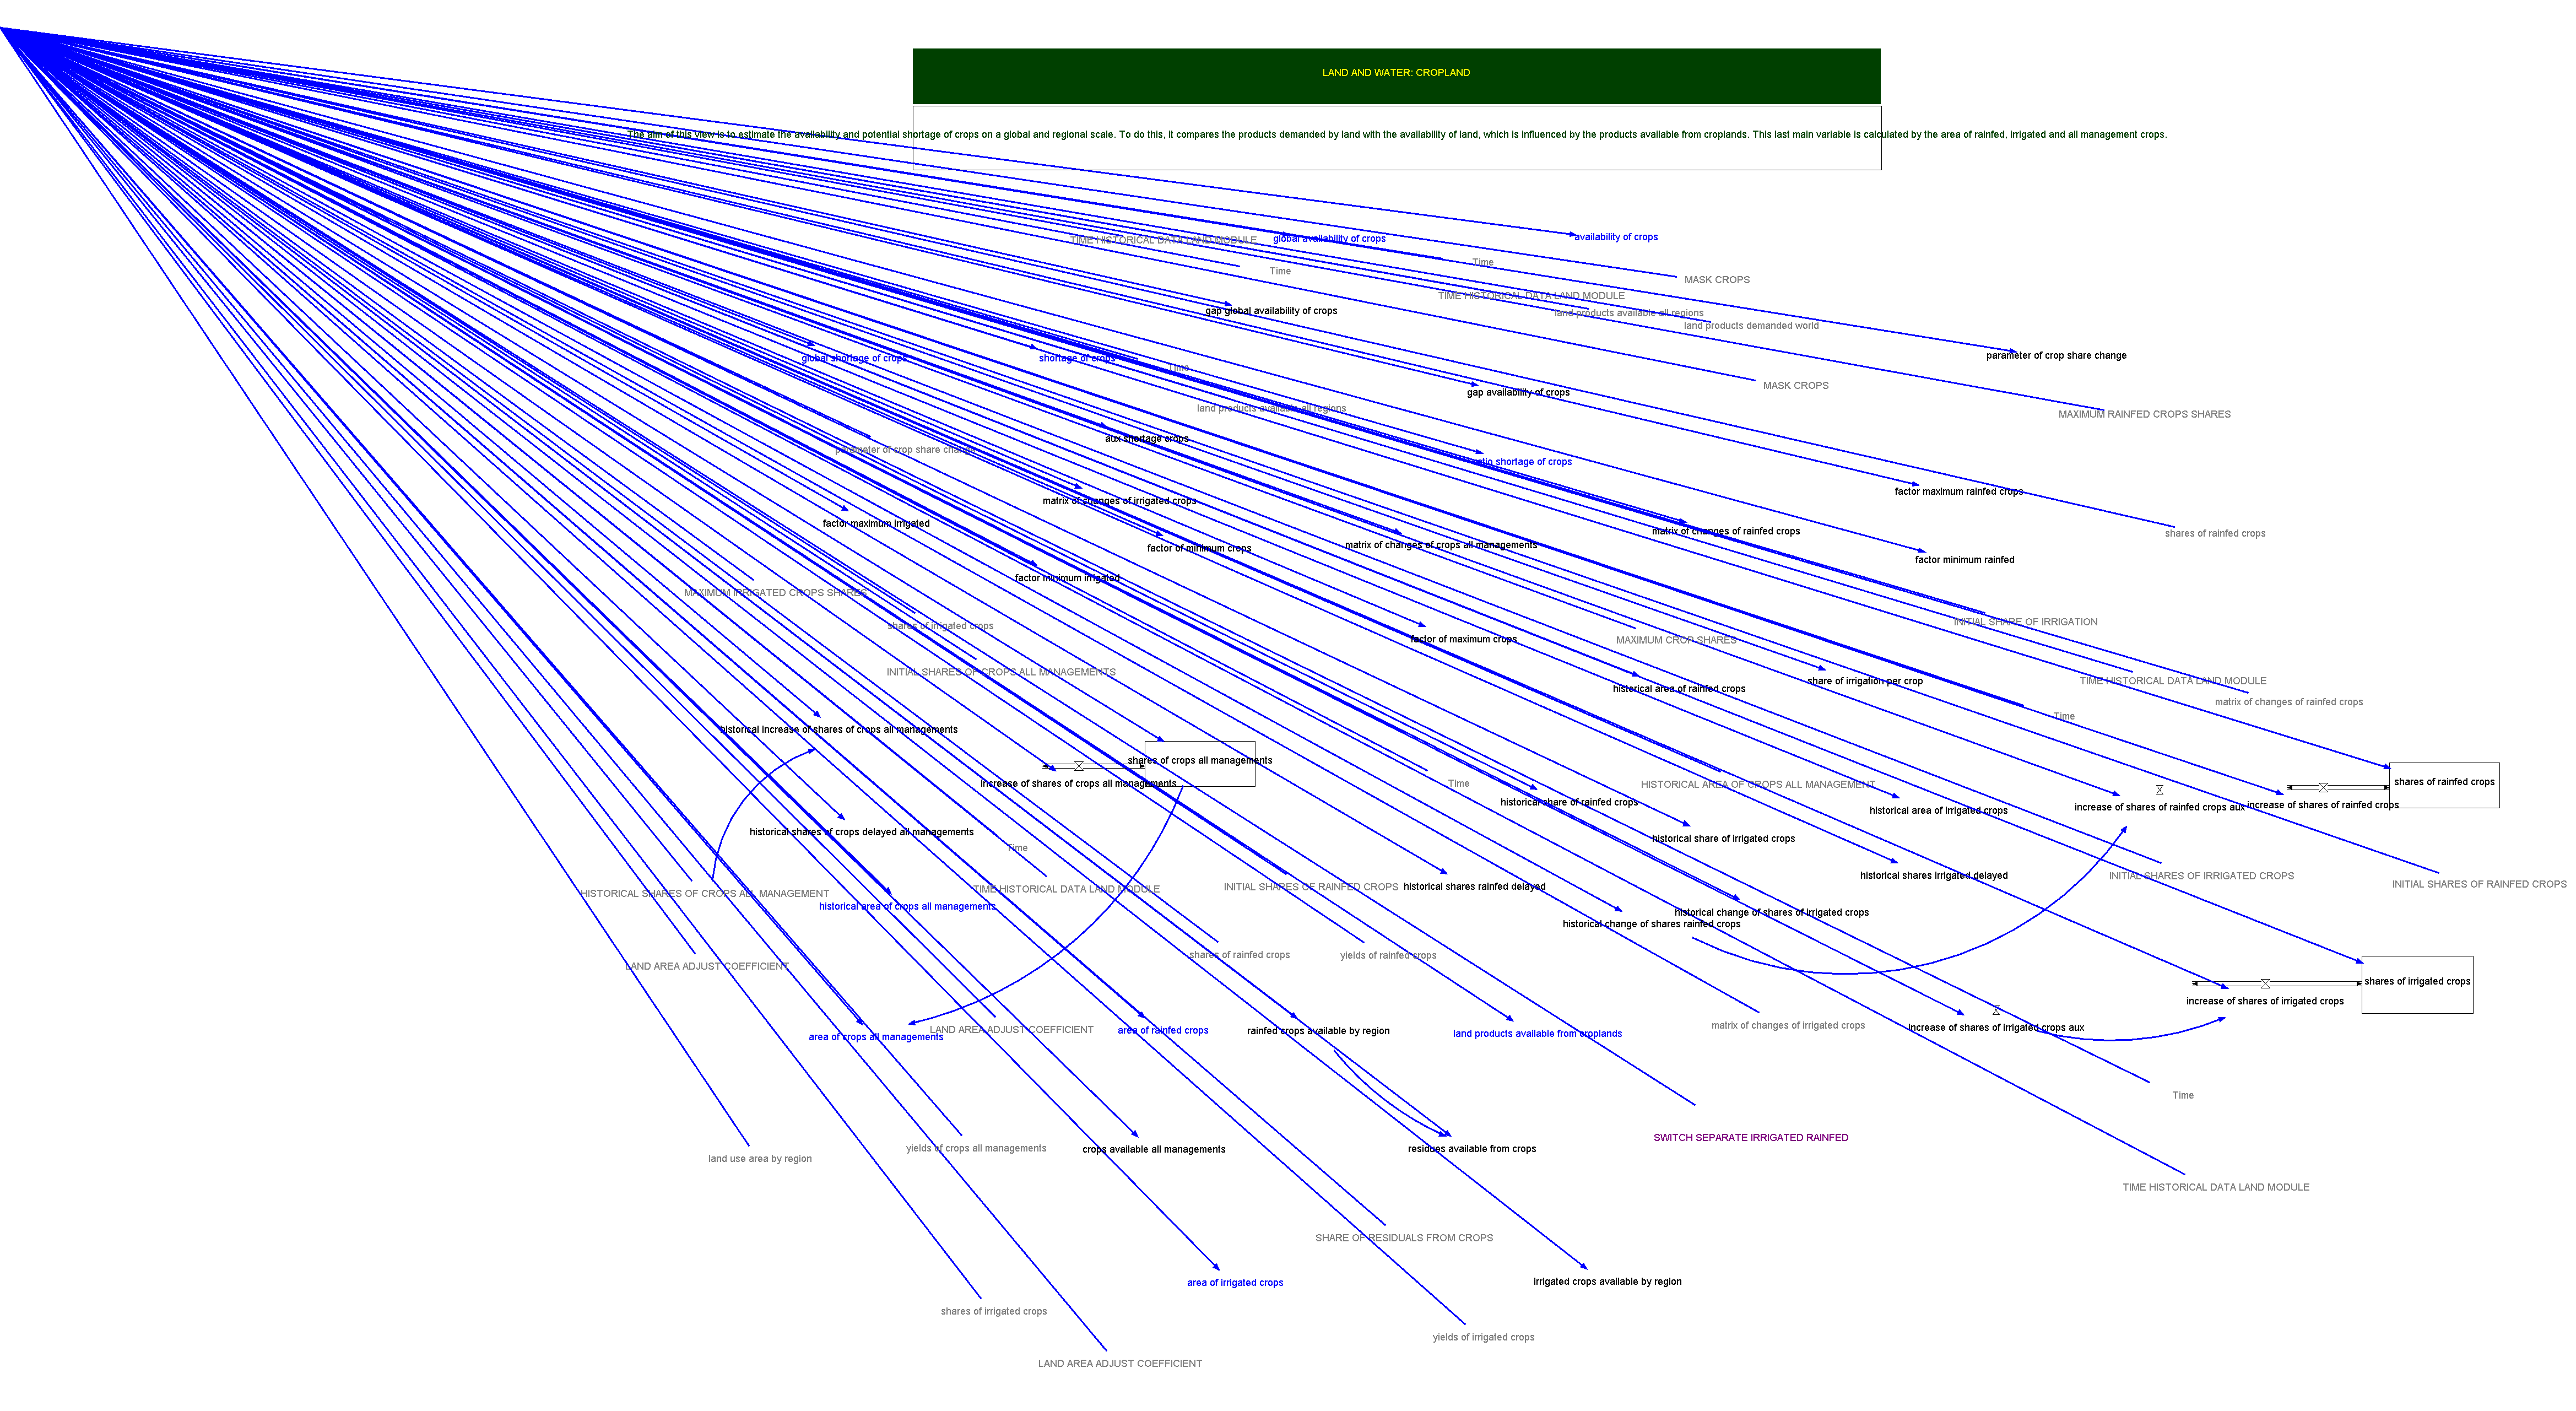 LAND AND WATER: CROPLAND
The aim of this view is to estimate the availability and potential shortage of crops on a global and regional scale. To do this, it compares the products demanded by land with the availability of land, which is influenced by the products available from croplands. This last main variable is calculated by the area of rainfed, irrigated and all management crops.
TIME HISTORICAL DATA LAND MODULE
global availability of crops
availability of crops
Time
Time
MASK CROPS
TIME HISTORICAL DATA LAND MODULE
gap global availability of crops
land products available all regions
land products demanded world
global shortage of crops
shortage of crops
Time
parameter of crop share change
MASK CROPS
gap availability of crops
land products available all regions
MAXIMUM RAINFED CROPS SHARES
aux shortage crops
parameter of crop share change
ratio shortage of crops
matrix of changes of irrigated crops
factor maximum rainfed crops
factor maximum irrigated
matrix of changes of rainfed crops
shares of rainfed crops
factor of minimum crops
matrix of changes of crops all managements
factor minimum rainfed
factor minimum irrigated
MAXIMUM IRRIGATED CROPS SHARES
shares of irrigated crops
INITIAL SHARE OF IRRIGATION
factor of maximum crops
MAXIMUM CROP SHARES
INITIAL SHARES OF CROPS ALL MANAGEMENTS
share of irrigation per crop
TIME HISTORICAL DATA LAND MODULE
historical area of rainfed crops
matrix of changes of rainfed crops
Time
historical increase of shares of crops all managements
shares of crops all managements
increase of shares of crops all managements
Time
HISTORICAL AREA OF CROPS ALL MANAGEMENT
shares of rainfed crops
historical share of rainfed crops
historical area of irrigated crops
increase of shares of rainfed crops aux
increase of shares of rainfed crops
historical shares of crops delayed all managements
historical share of irrigated crops
Time
historical shares irrigated delayed
INITIAL SHARES OF IRRIGATED CROPS
INITIAL SHARES OF RAINFED CROPS
HISTORICAL SHARES OF CROPS ALL MANAGEMENT
TIME HISTORICAL DATA LAND MODULE
INITIAL SHARES OF RAINFED CROPS
historical shares rainfed delayed
historical area of crops all managements
historical change of shares of irrigated crops
historical change of shares rainfed crops
shares of rainfed crops
yields of rainfed crops
LAND AREA ADJUST COEFFICIENT
shares of irrigated crops
increase of shares of irrigated crops
matrix of changes of irrigated crops
increase of shares of irrigated crops aux
area of crops all managements
LAND AREA ADJUST COEFFICIENT
area of rainfed crops
rainfed crops available by region
land products available from croplands
Time
SWITCH SEPARATE IRRIGATED RAINFED
land use area by region
yields of crops all managements
crops available all managements
residues available from crops
TIME HISTORICAL DATA LAND MODULE
SHARE OF RESIDUALS FROM CROPS
area of irrigated crops
irrigated crops available by region
shares of irrigated crops
yields of irrigated crops
LAND AREA ADJUST COEFFICIENT